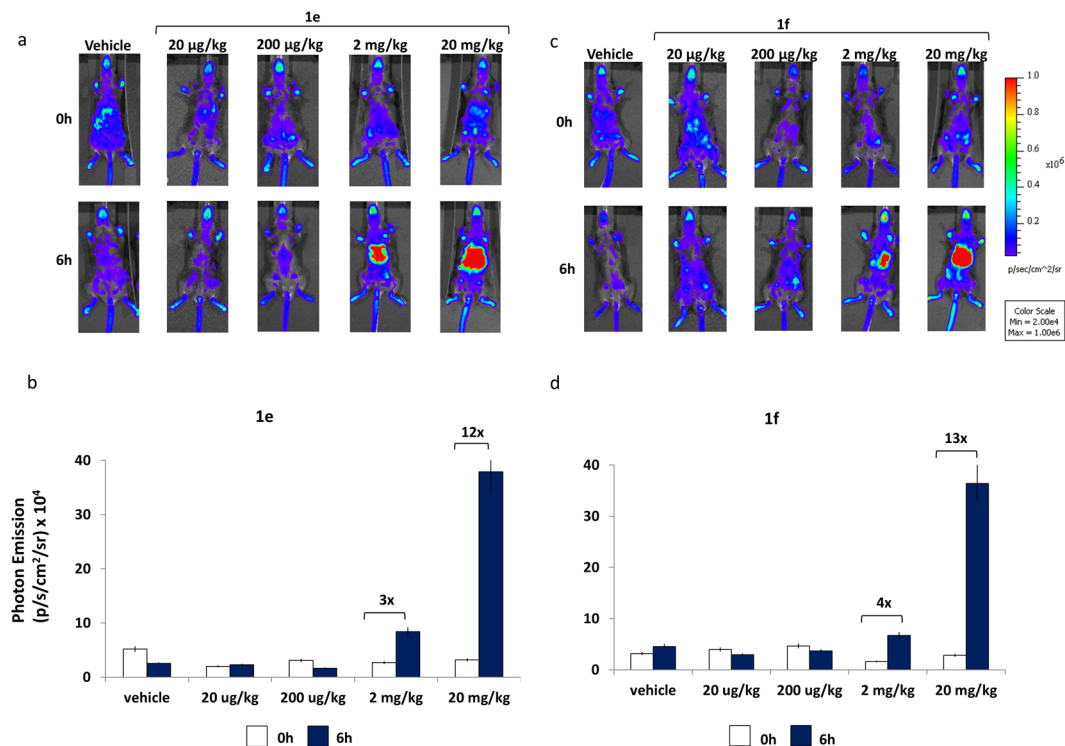 a
1e
Vehicle 20 µg/kg 200 µg/kg 2 mg/kg 20 mg/kg
0h
6h
c
1f
Vehicle 20 µg/kg 200 µg/kg 2 mg/kg 20 mg/kg
0h
6h
1.0
0.8
0.6
x10^6
0.4
0.2
p/sec/cm^2/sr
Color Scale
Min = 2.00e4
Max = 1.00e6
b
1e
Photon Emission
(p/s/cm²/sr) x 10⁴
40
30
20
10
0
3x
12x
vehicle 20 ug/kg 200 ug/kg 2 mg/kg 20 mg/kg
0h 6h
d
1f
40
30
20
10
0
4x
13x
vehicle 20 ug/kg 200 ug/kg 2 mg/kg 20 mg/kg
0h 6h